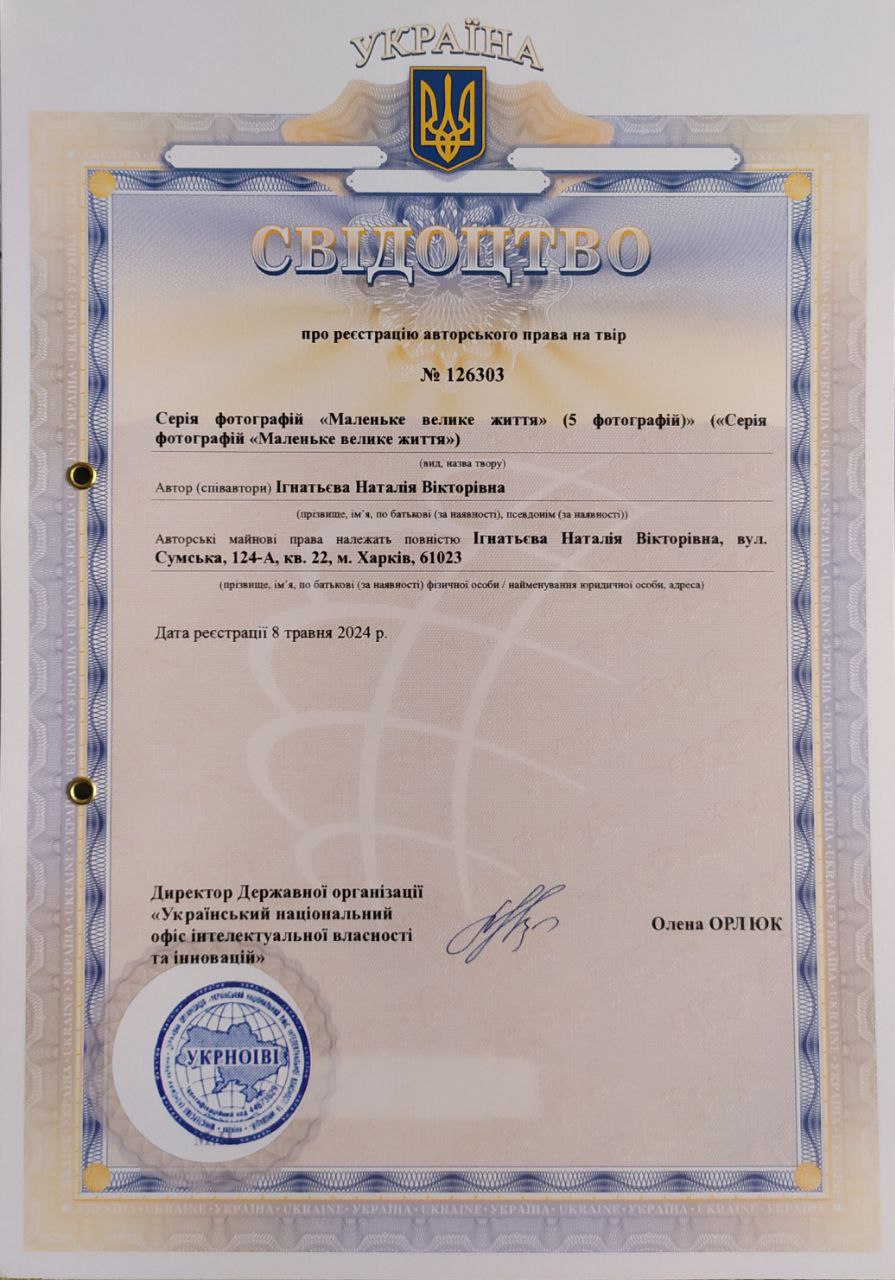 УКРАЇНА
СВІДОЦТВО
про реєстрацію авторського права на твір
№ 126303
Серія фотографій «Маленьке велике життя» (5 фотографій)» («Серія
фотографій «Маленьке велике життя»)
(вид, назва твору)
Автор (співавтори) Ігнатьєва Наталія Вікторівна
(прізвище, ім’я, по батькові (за наявності), псевдонім (за наявності))
Авторські майнові права належать повністю Ігнатьєва Наталія Вікторівна, вул.
Сумська, 124-А, кв. 22, м. Харків, 61023
(прізвище, ім’я, по батькові (за наявності) фізичної особи / найменування юридичної особи, адреса)
Дата реєстрації 8 травня 2024 р.
Директор Державної організації
«Український національний
офіс інтелектуальної власності
та інновацій»
Олена ОРЛЮК
УКРНОІВІ